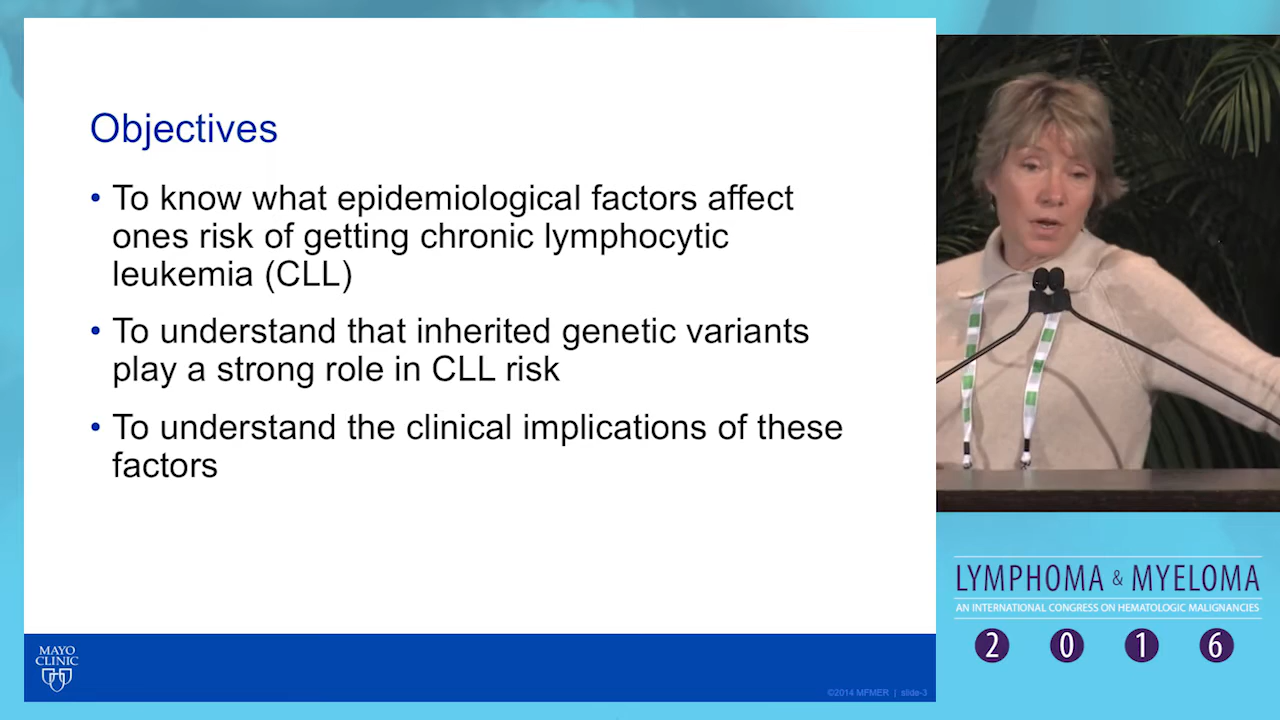 Objectives
• To know what epidemiological factors affect
ones risk of getting chronic lymphocytic
leukemia (CLL)
• To understand that inherited genetic variants
play a strong role in CLL risk
• To understand the clinical implications of these
factors
MAYO
CLINIC
©2014 MFMER | slide-3
LYMPHOMA & MYELOMA
AN INTERNATIONAL CONGRESS ON HEMATOLOGIC MALIGNANCIES
2 0 1 6